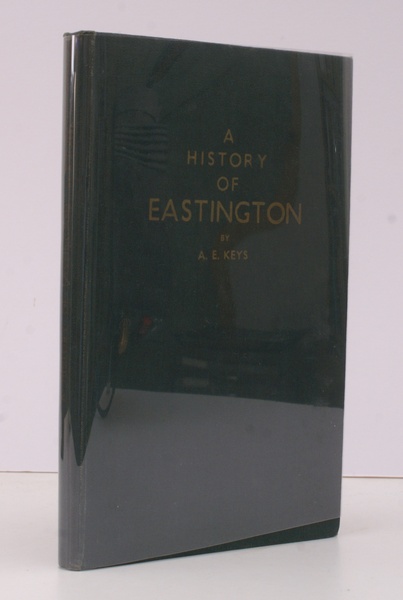 A
HISTORY
OF
EASTINGTON
BY
A. E. KEYS